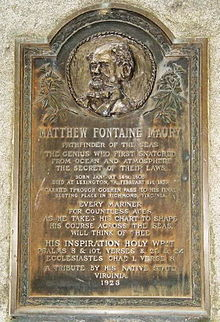 MATTHEW FONTAINE MAURY
PATHFINDER OF THE SEAS
THE GENIUS WHO FIRST SNATCHED
FROM OCEAN AND ATMOSPHERE
THE SECRET OF THEIR LAWS
BORN JANUARY 14TH, 1806
DIED AT LEXINGTON, VA., FEBRUARY 1ST, 1873
CARRIED THROUGH GOSHEN PASS TO HIS FINAL
RESTING PLACE IN RICHMOND, VIRGINIA
EVERY MARINER
FOR COUNTLESS AGES
AS HE TAKES HIS CHART TO SHAPE
HIS COURSE ACROSS THE SEAS,
WILL THINK OF THEE
HIS INSPIRATION HOLY WRIT
PSALMS 8 & 107, VERSES 8,
ECCLESIASTES CHAP. 1, VERSE 8
A TRIBUTE BY HIS NATIVE STATE
VIRGINIA
1923